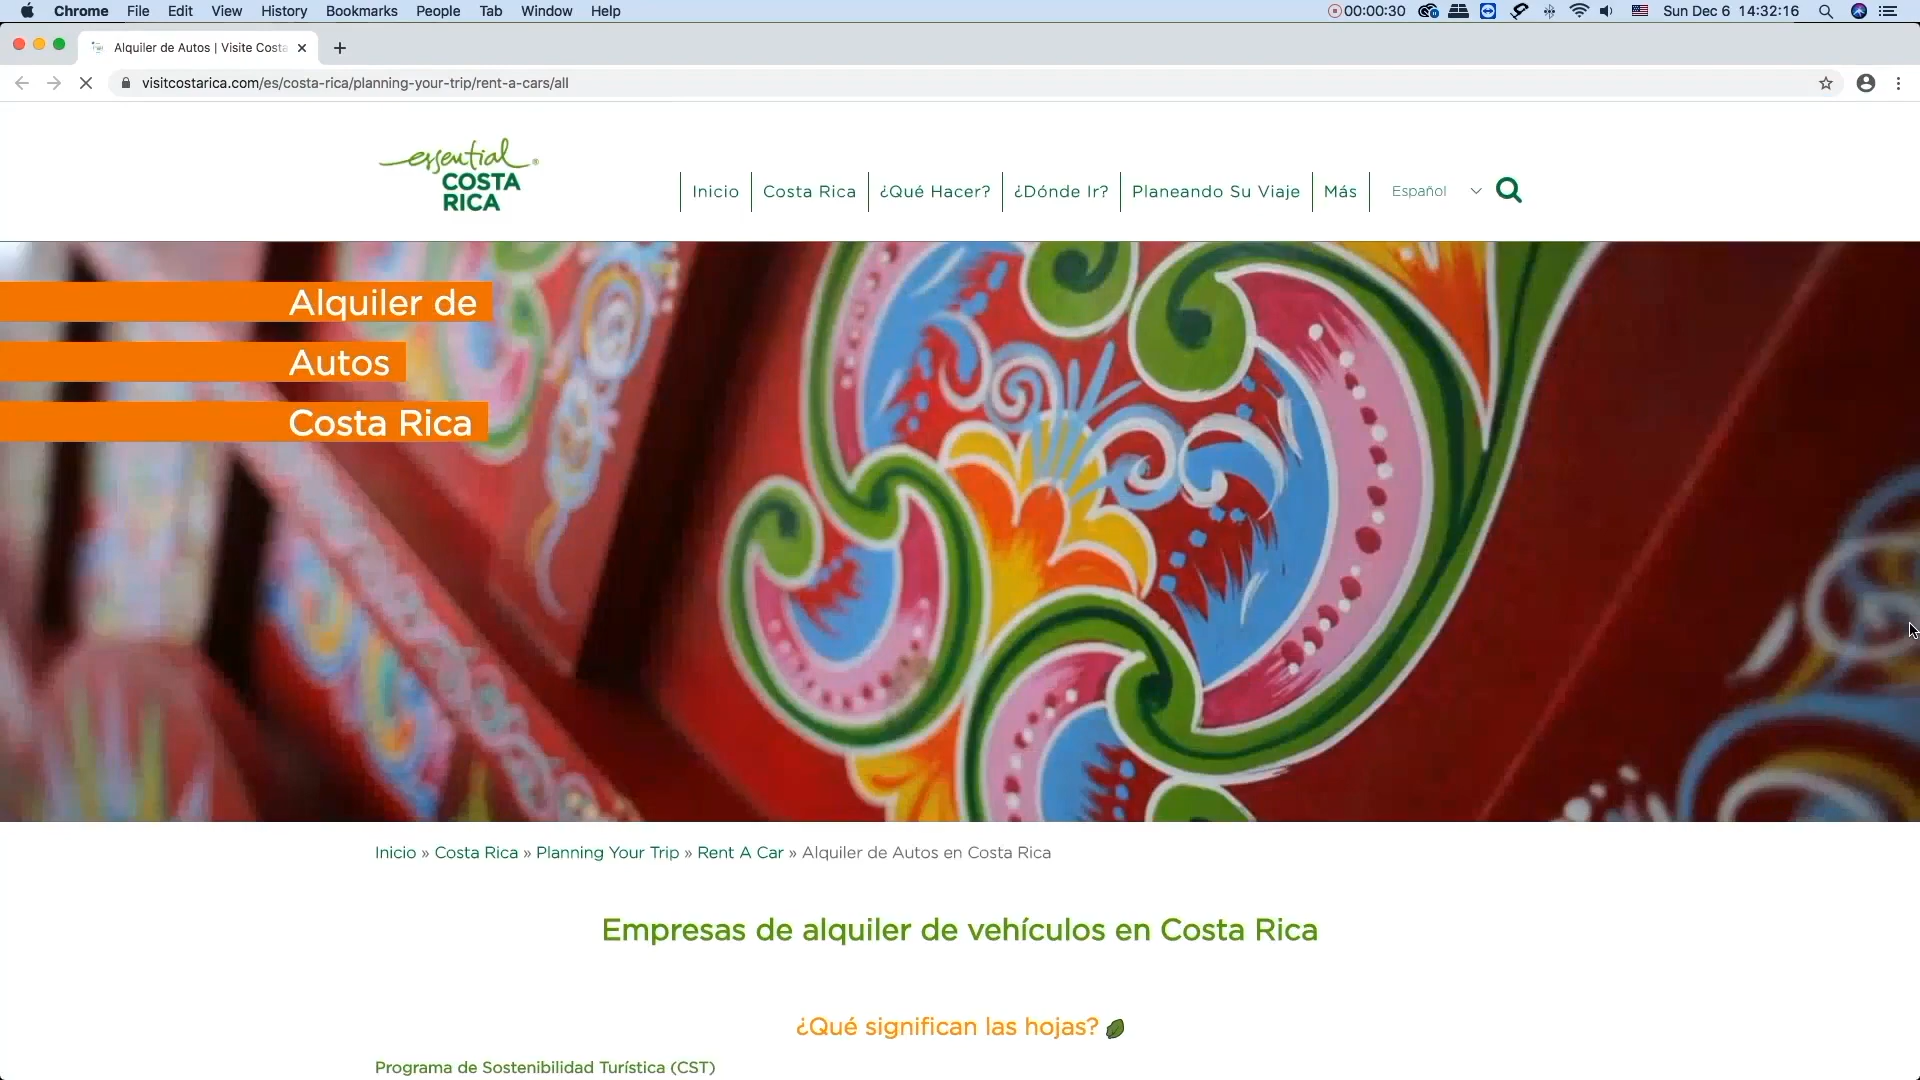 Chrome File Edit View History Bookmarks People Tab Window Help 00:00:30 Sun Dec 6 14:32:16
Alquiler de Autos | Visite Costa
visitcostarica.com/es/costa-rica/planning-your-trip/rent-a-cars/all
essential
COSTA
RICA
Inicio Costa Rica ¿Qué Hacer? ¿Dónde Ir? Planeando Su Viaje Más Español
Alquiler de
Autos
Costa Rica
Inicio » Costa Rica » Planning Your Trip » Rent A Car » Alquiler de Autos en Costa Rica
Empresas de alquiler de vehículos en Costa Rica
¿Qué significan las hojas?
Programa de Sostenibilidad Turística (CST)